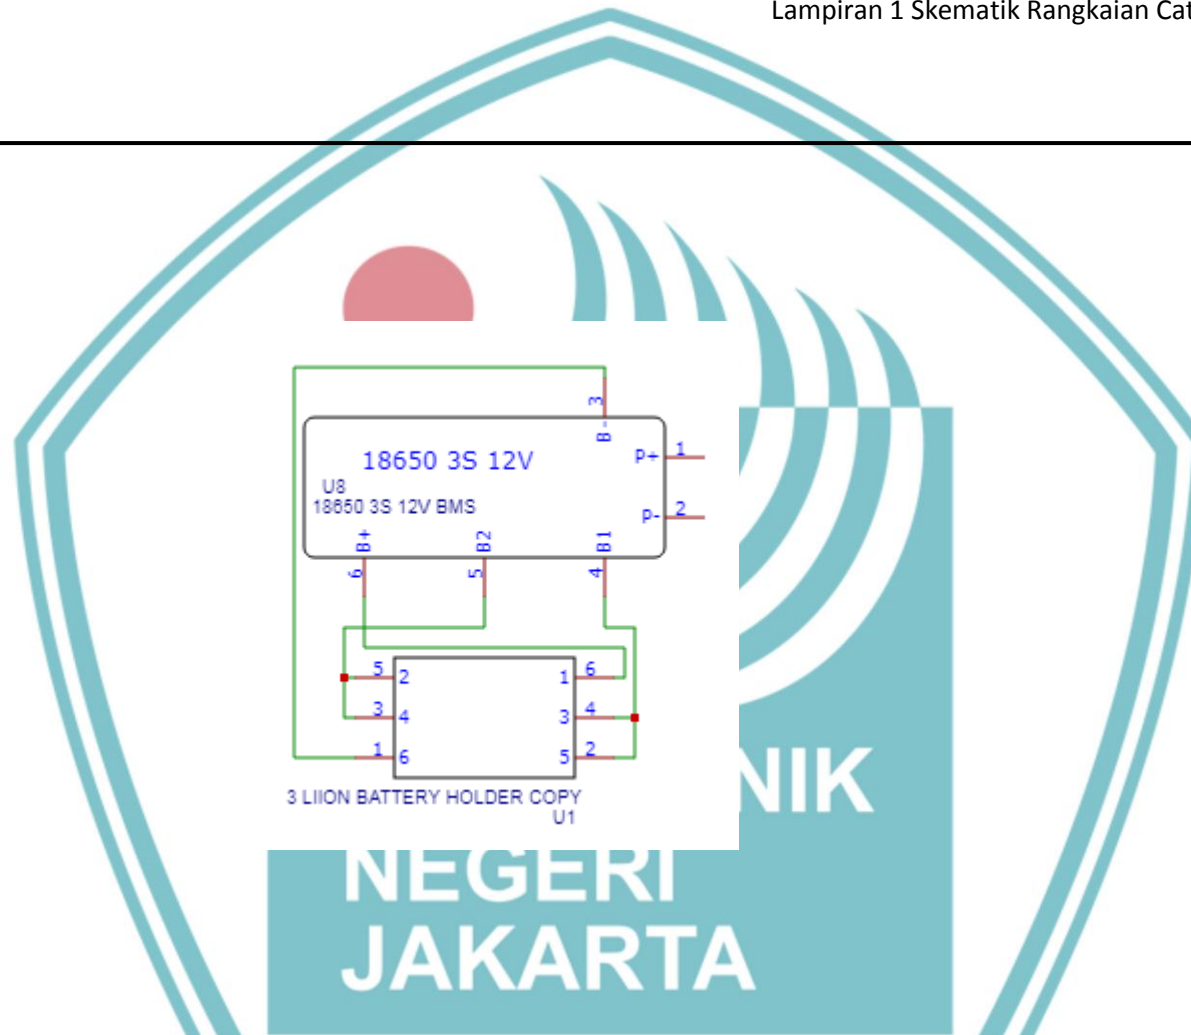 Lampiran 1 Skematik Rangkaian Cat
3
B-
18650 3S 12V
P+ 1
U8
18650 3S 12V BMS
P- 2
B+ B2 B1
6 5 4
5 2 1 6
3 4 3 4
1 6 5 2
3 LIION BATTERY HOLDER COPY
U1
NIK
NEGERI
JAKARTA